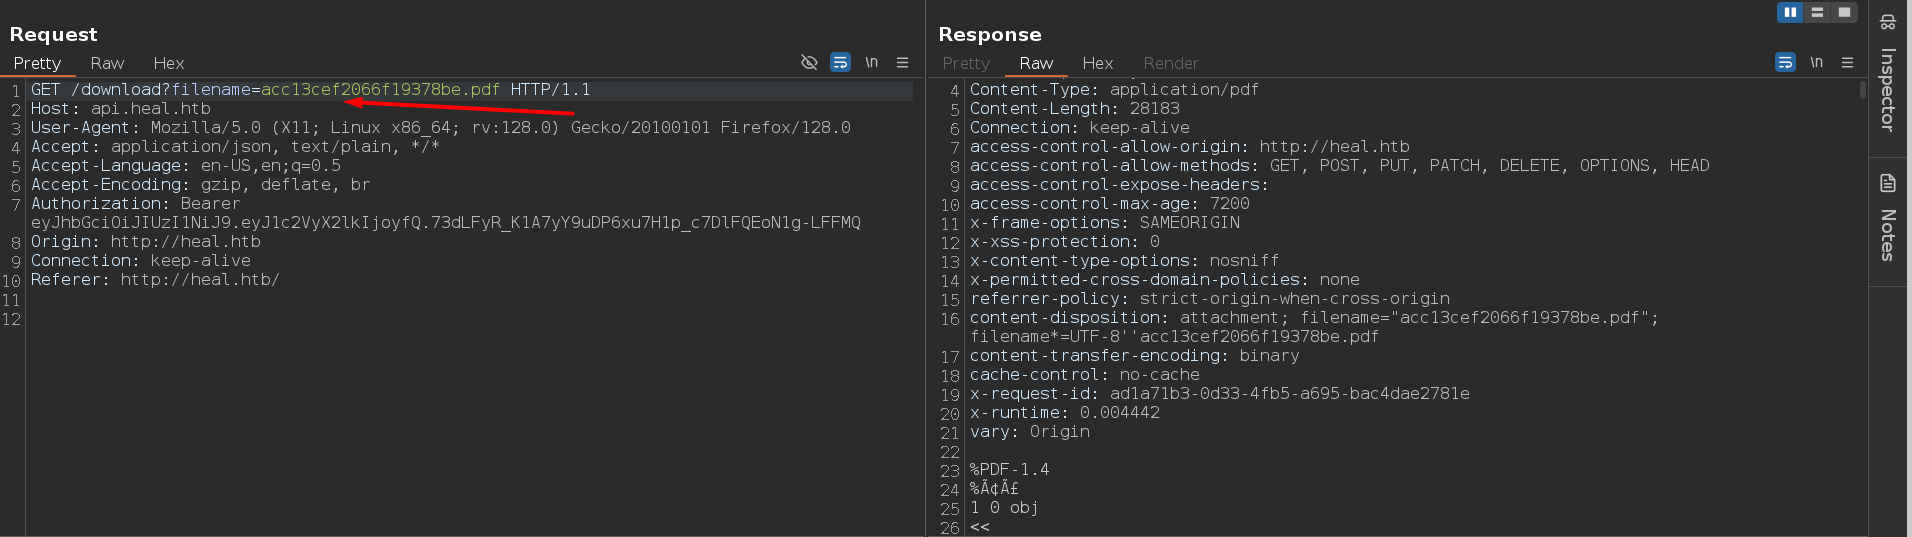 Request
Pretty Raw Hex
\n
1 GET /download?filename=acc13cef2066f19378be.pdf HTTP/1.1
2 Host: api.heal.htb
3 User-Agent: Mozilla/5.0 (X11; Linux x86_64; rv:128.0) Gecko/20100101 Firefox/128.0
4 Accept: application/json, text/plain, */*
5 Accept-Language: en-US,en;q=0.5
6 Accept-Encoding: gzip, deflate, br
7 Authorization: Bearer
eyJhbGciOiJIUzI1NiJ9.eyJ1c2VyX2lkIjoyfQ.73dLFyR_K1A7yY9uDP6xu7H1p_c7DlFQEoN1g-LFFMQ
8 Origin: http://heal.htb
9 Connection: keep-alive
10 Referer: http://heal.htb/
11
12
Response
Pretty Raw Hex Render
\n
4 Content-Type: application/pdf
5 Content-Length: 28183
6 Connection: keep-alive
7 access-control-allow-origin: http://heal.htb
8 access-control-allow-methods: GET, POST, PUT, PATCH, DELETE, OPTIONS, HEAD
9 access-control-expose-headers:
10 access-control-max-age: 7200
11 x-frame-options: SAMEORIGIN
12 x-xss-protection: 0
13 x-content-type-options: nosniff
14 x-permitted-cross-domain-policies: none
15 referrer-policy: strict-origin-when-cross-origin
16 content-disposition: attachment; filename="acc13cef2066f19378be.pdf";
filename*=UTF-8''acc13cef2066f19378be.pdf
17 content-transfer-encoding: binary
18 cache-control: no-cache
19 x-request-id: ad1a71b3-0d33-4fb5-a695-bac4dae2781e
20 x-runtime: 0.004442
21 vary: Origin
22
23 %PDF-1.4
24 %Ã¢Ã£
25 1 0 obj
26 <<
Inspector
Notes